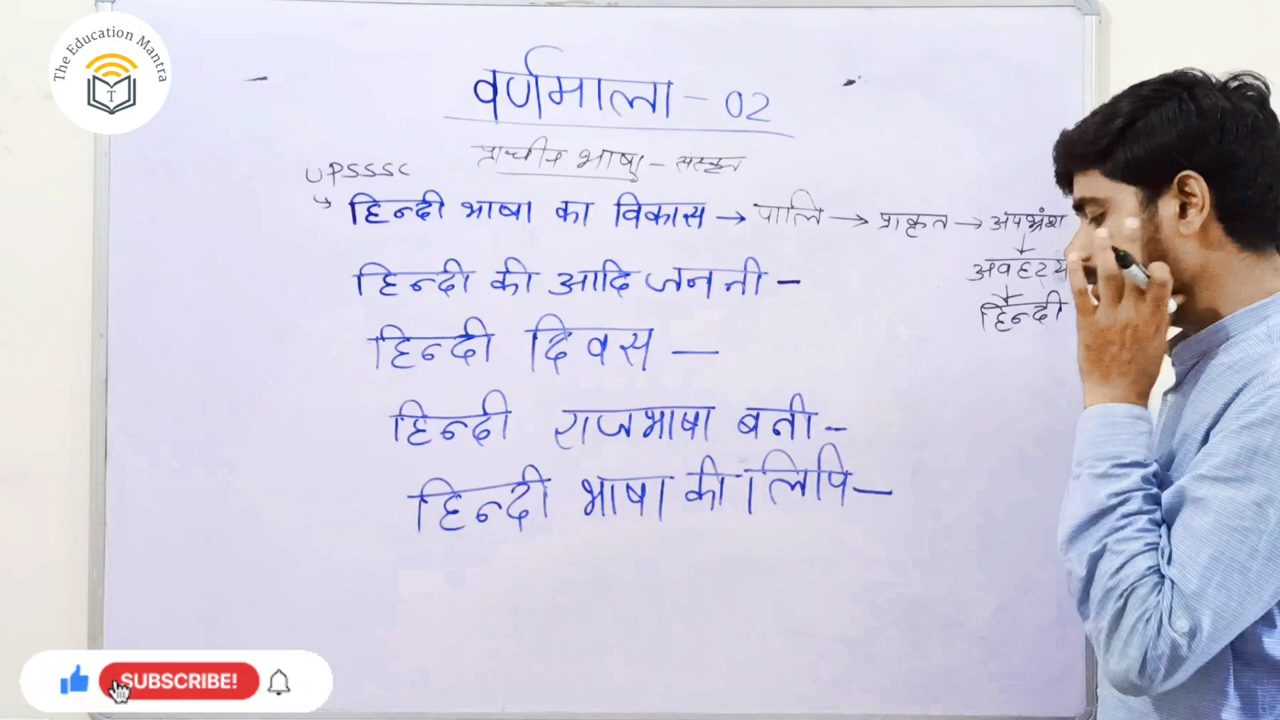 The Education Mantra
T
वर्णमाला - 02
प्राचीन भाषा - संस्कृत
UPSSSC
↳ हिन्दी भाषा का विकास → पालि → प्राकृत → अपभ्रंश
↓
अवहट्य
↓
हिन्दी
हिन्दी की आदि जननी -
हिन्दी दिवस —
हिन्दी राजभाषा बनी -
हिन्दी भाषा की लिपि —
SUBSCRIBE!